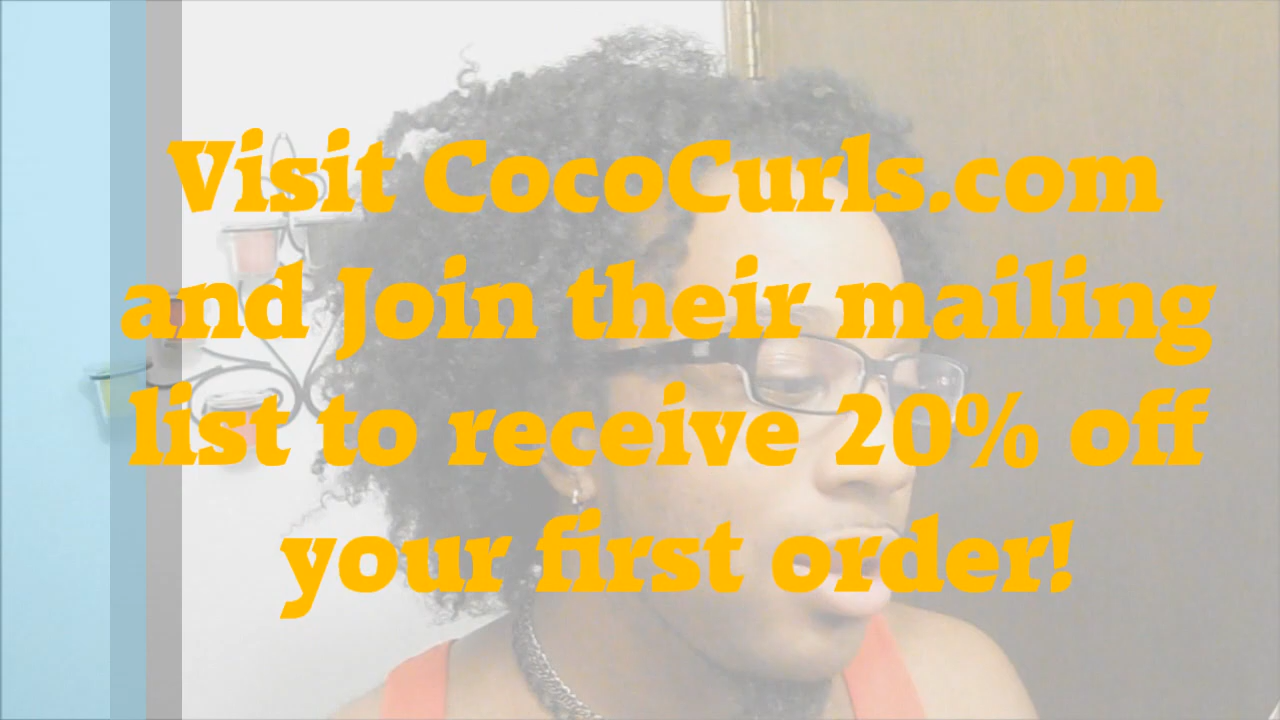 Visit CocoCurls.com
and Join their mailing
list to receive 20% off
your first order!